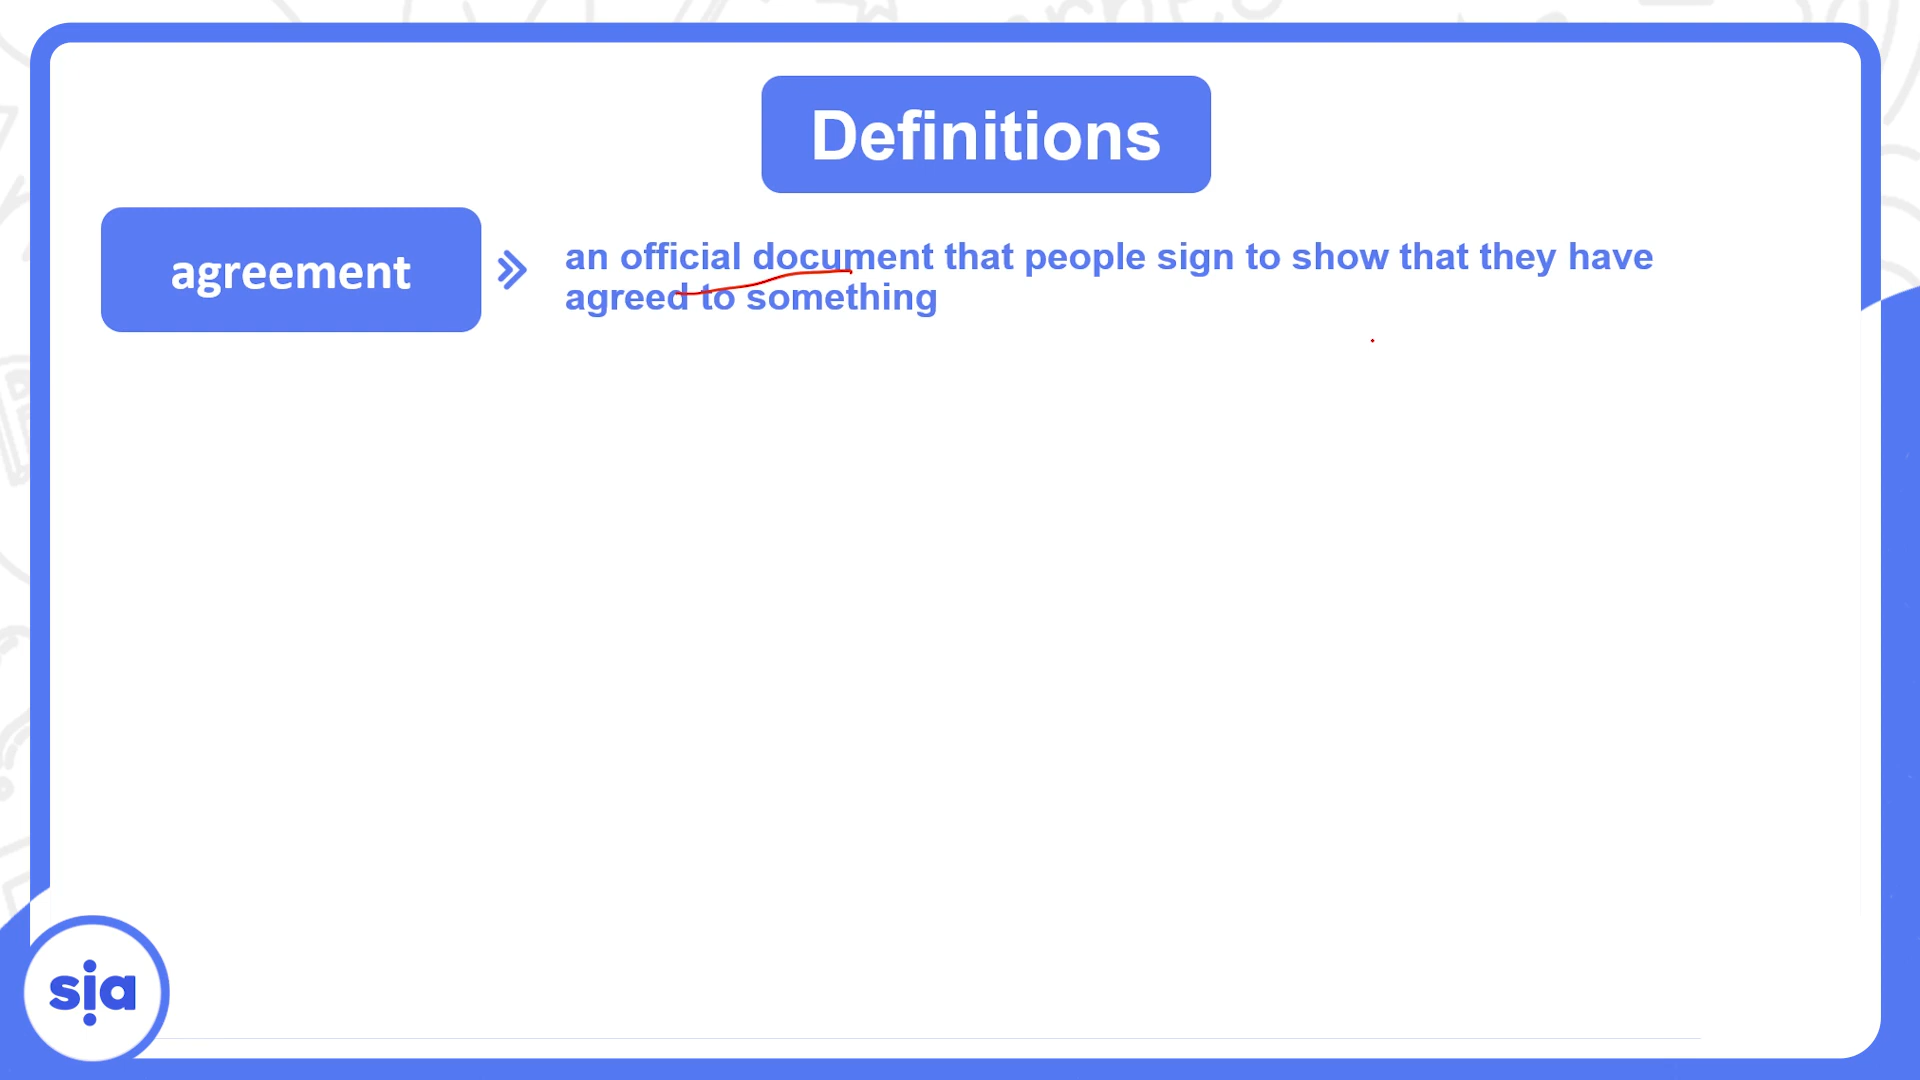 Definitions
agreement
an official document that people sign to show that they have
agreed to something
sia